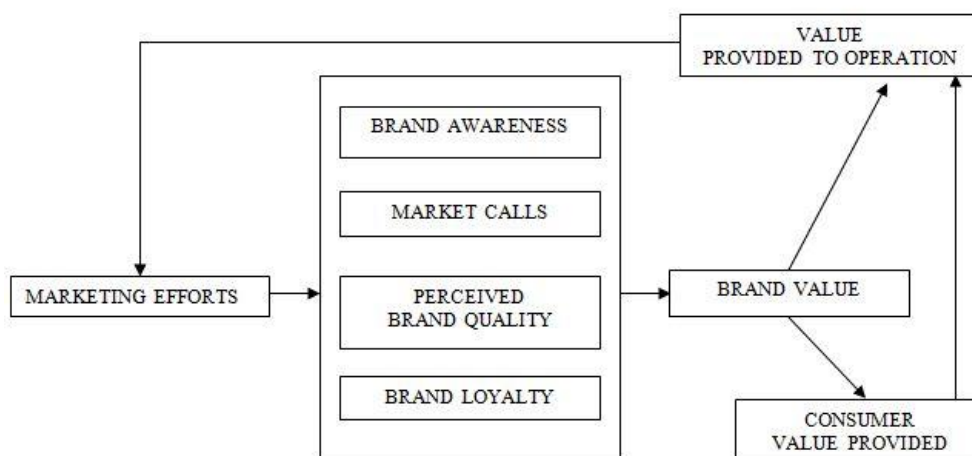 VALUE
PROVIDED TO OPERATION
BRAND AWARENESS
MARKET CALLS
MARKETING EFFORTS
PERCEIVED
BRAND QUALITY
BRAND VALUE
BRAND LOYALTY
CONSUMER
VALUE PROVIDED